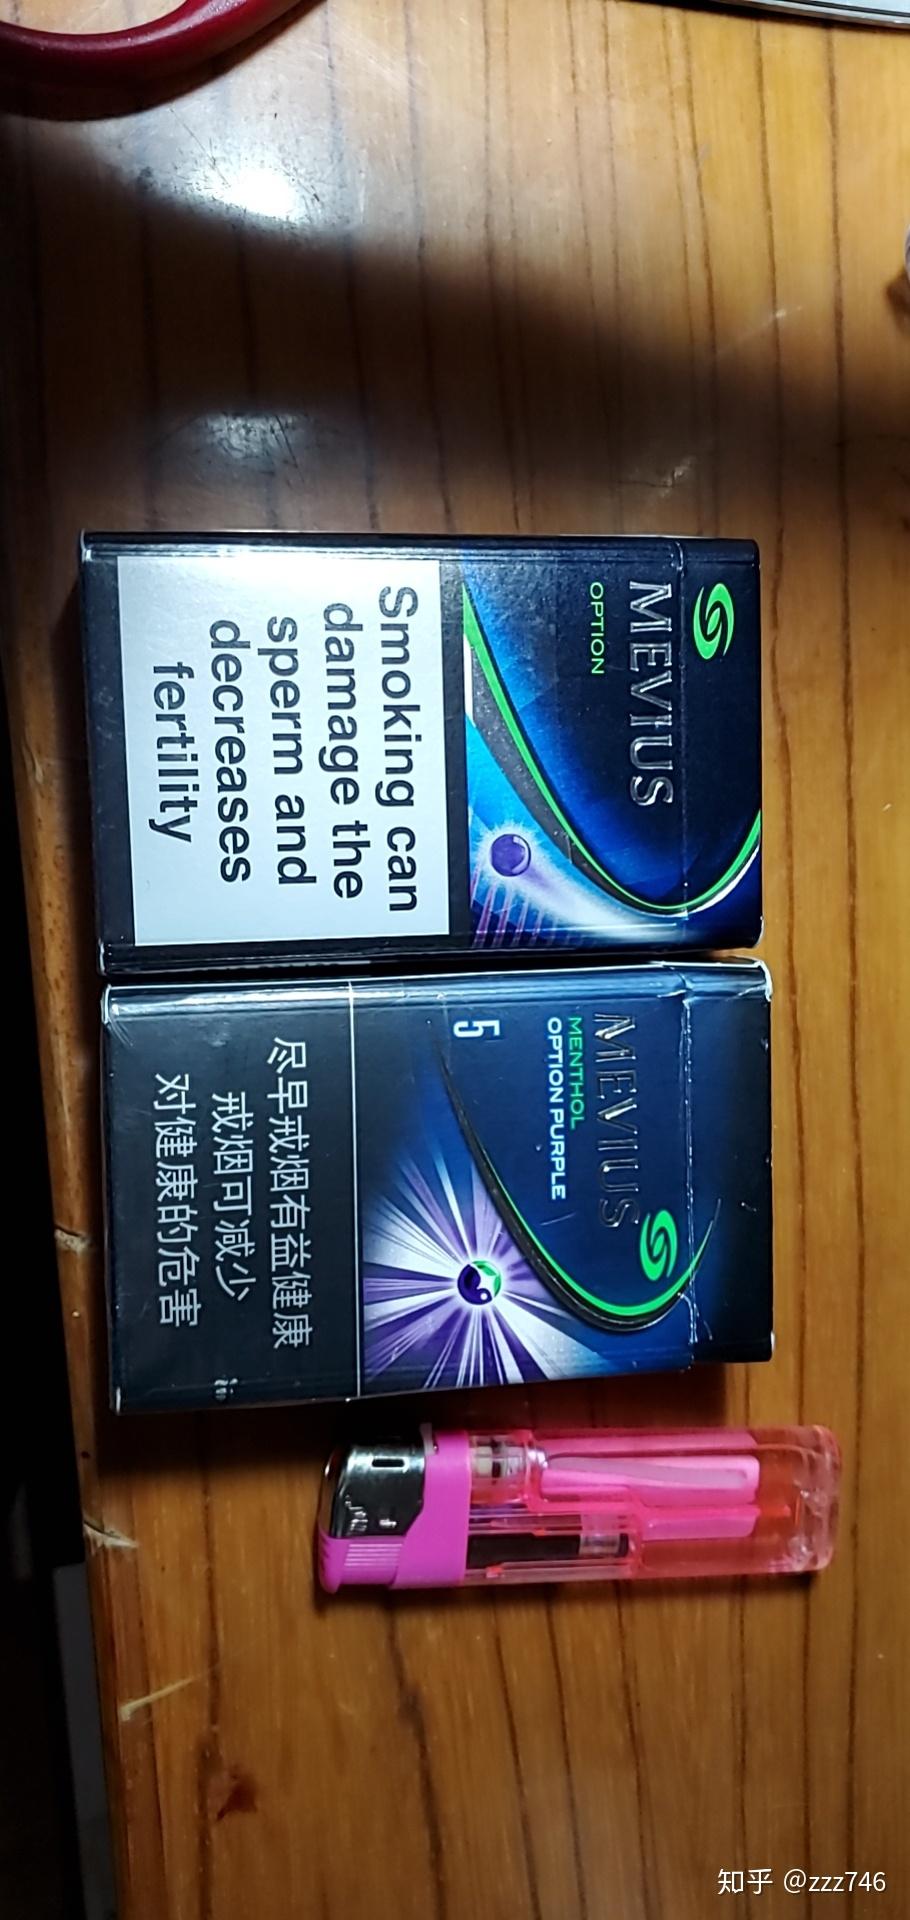 MEVIUS
OPTION
Smoking can
damage the
sperm and
decreases
fertility
MEVIUS
MENTHOL
OPTION PURPLE
5
尽早戒烟有益健康
戒烟可减少
对健康的危害
知乎 @zzz746